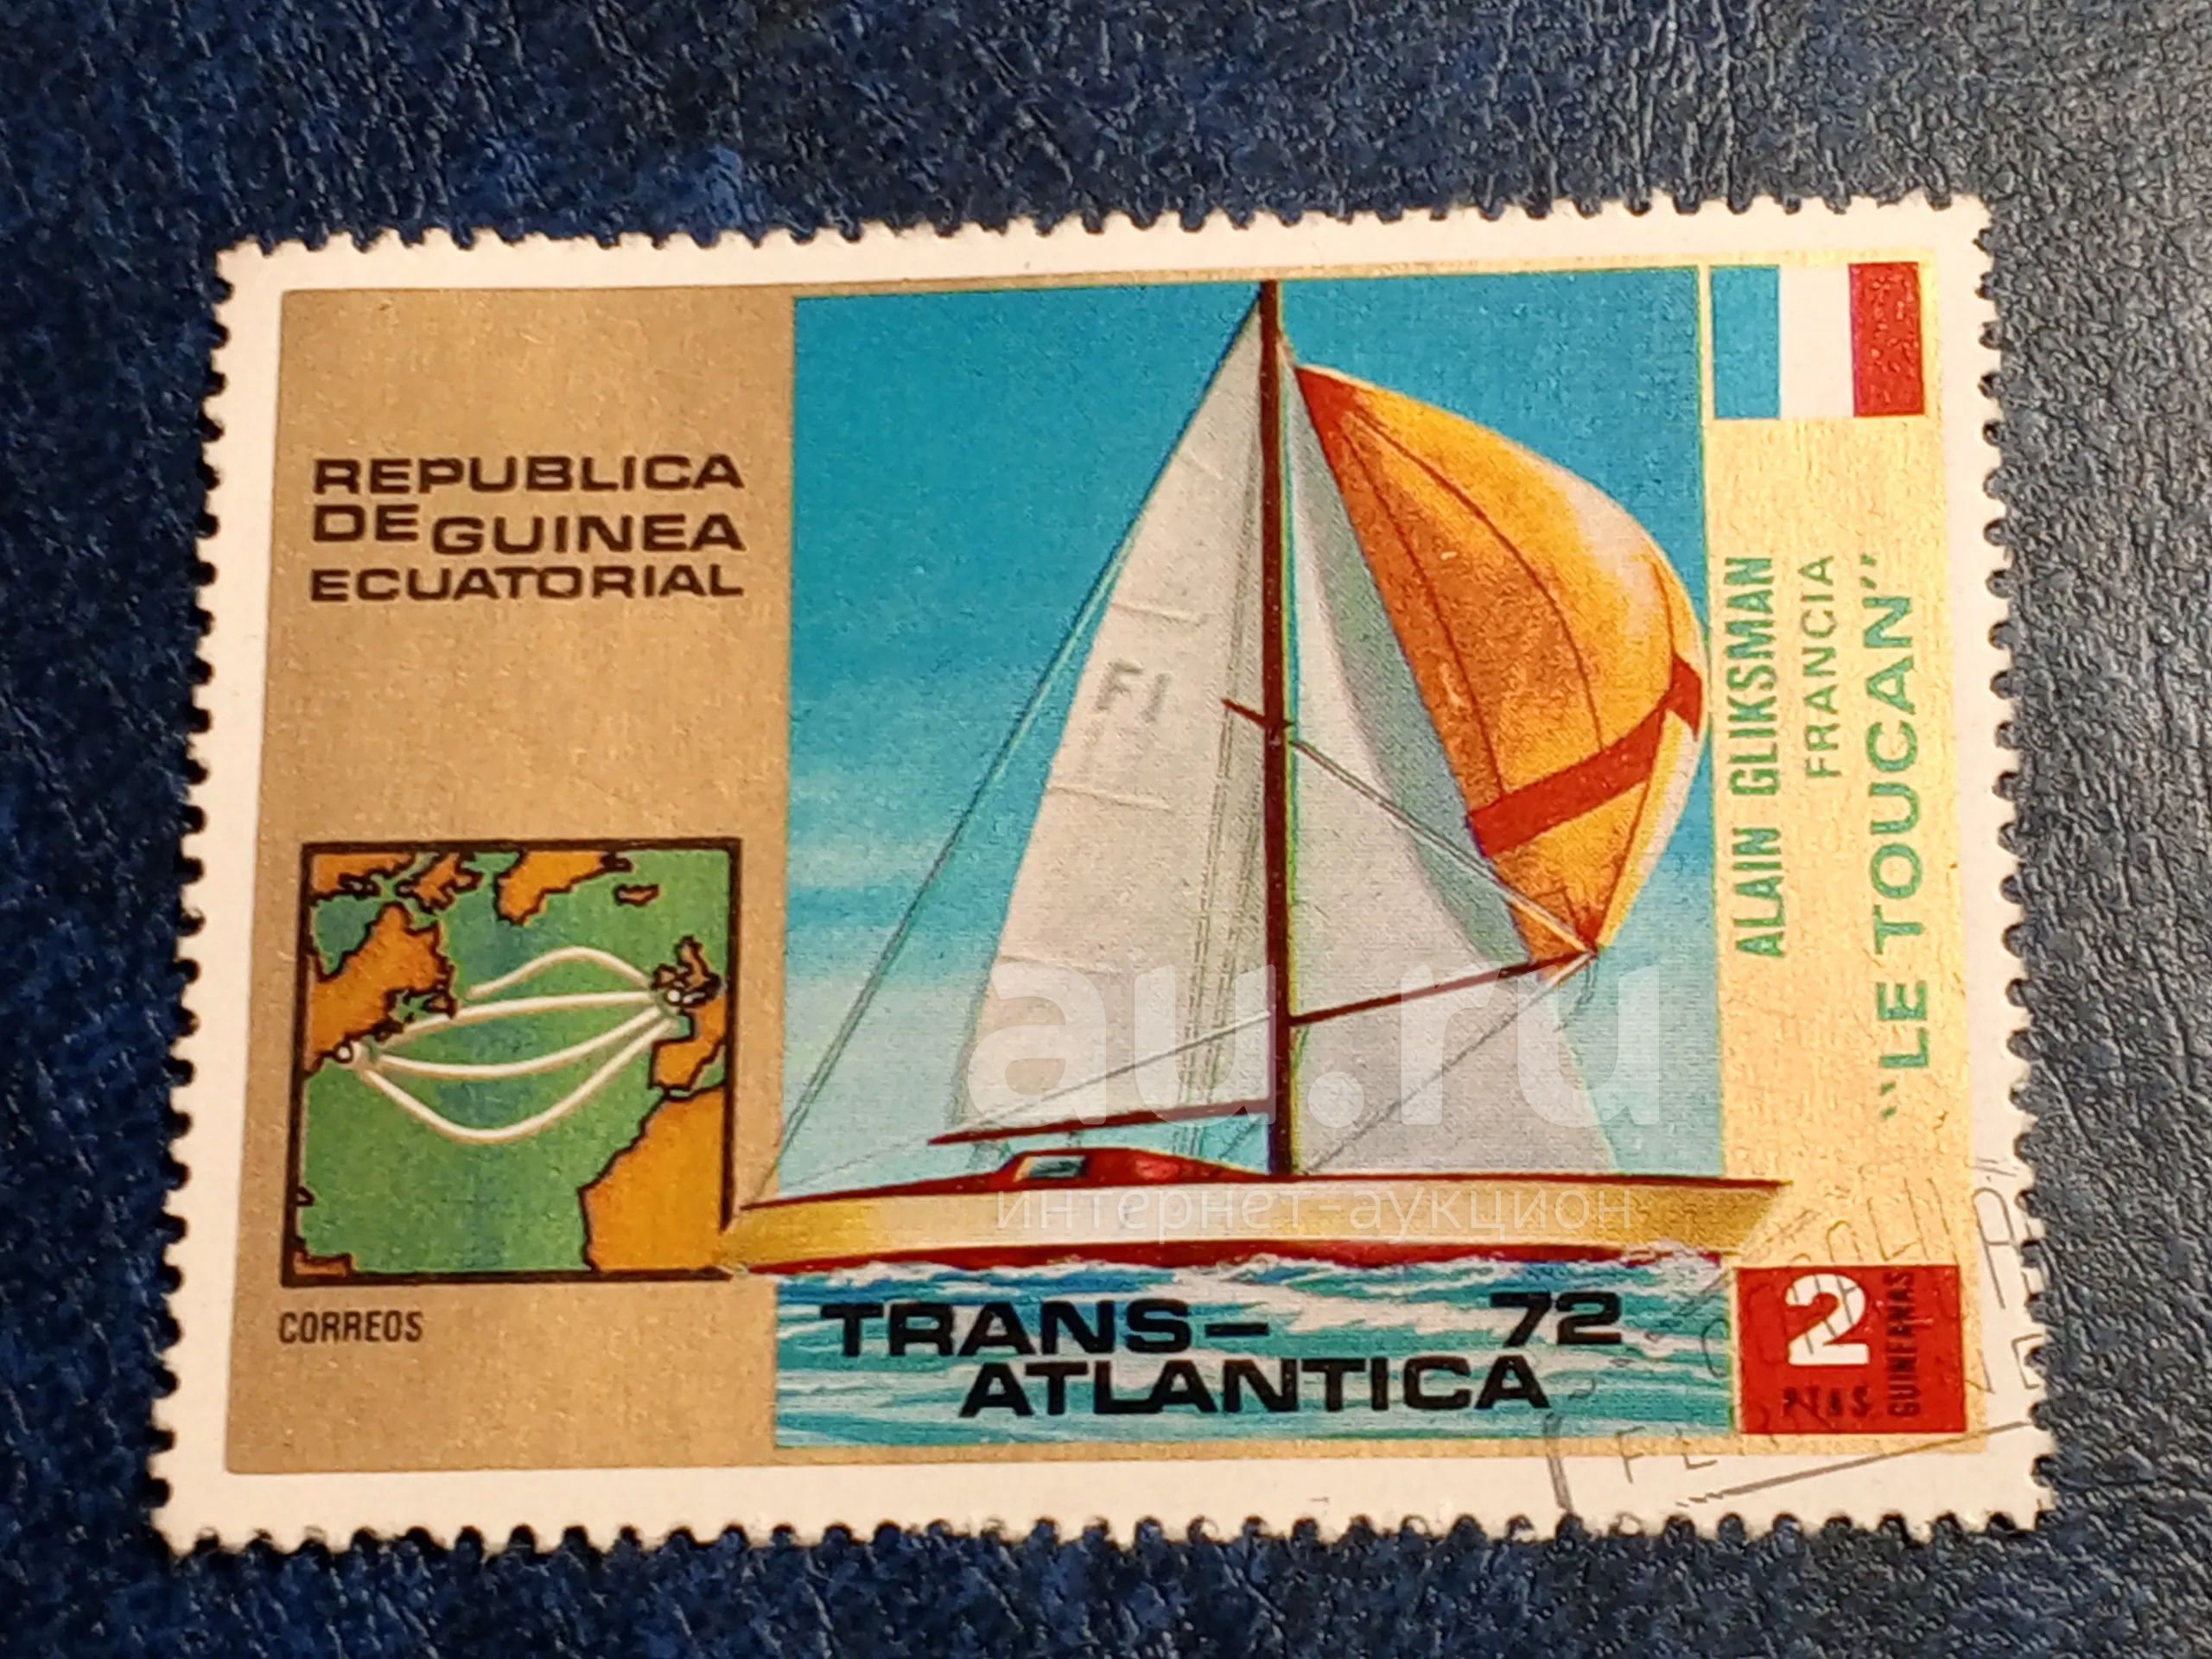 REPUBLICA
DE GUINEA
ECUATORIAL
CORREOS
F1
TRANS- 72
ATLANTICA
ALAIN GLIKSMAN
FRANCIA
"LE TOUCAN"
2
PTAS
GUINEANAS
au.ru
интернет-аукцион